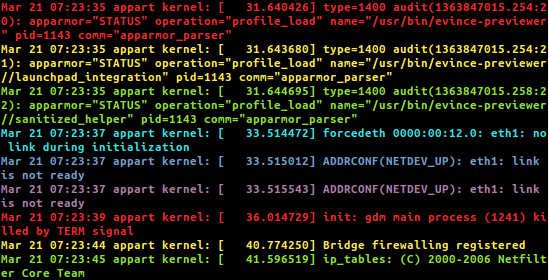 Mar 21 07:23:35 appart kernel: [   31.640426] type=1400 audit(1363847015.254:2
0): apparmor="STATUS" operation="profile_load" name="/usr/bin/evince-previewer
" pid=1143 comm="apparmor_parser"
Mar 21 07:23:35 appart kernel: [   31.643680] type=1400 audit(1363847015.254:2
1): apparmor="STATUS" operation="profile_load" name="/usr/bin/evince-previewer
//launchpad_integration" pid=1143 comm="apparmor_parser"
Mar 21 07:23:35 appart kernel: [   31.644695] type=1400 audit(1363847015.258:2
2): apparmor="STATUS" operation="profile_load" name="/usr/bin/evince-previewer
//sanitized_helper" pid=1143 comm="apparmor_parser"
Mar 21 07:23:37 appart kernel: [   33.514472] forcedeth 0000:00:12.0: eth1: no
 link during initialization
Mar 21 07:23:37 appart kernel: [   33.515012] ADDRCONF(NETDEV_UP): eth1: link
is not ready
Mar 21 07:23:37 appart kernel: [   33.515543] ADDRCONF(NETDEV_UP): eth1: link
is not ready
Mar 21 07:23:39 appart kernel: [   36.014729] init: gdm main process (1241) ki
lled by TERM signal
Mar 21 07:23:44 appart kernel: [   40.774250] Bridge firewalling registered
Mar 21 07:23:45 appart kernel: [   41.596519] ip_tables: (C) 2000-2006 Netfilt
er Core Team